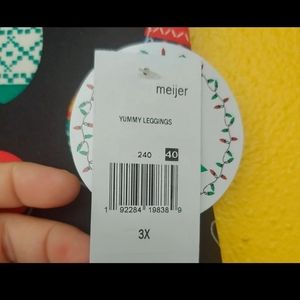 meijer
YUMMY LEGGINGS
240 40
1 92284 19838 9
3X